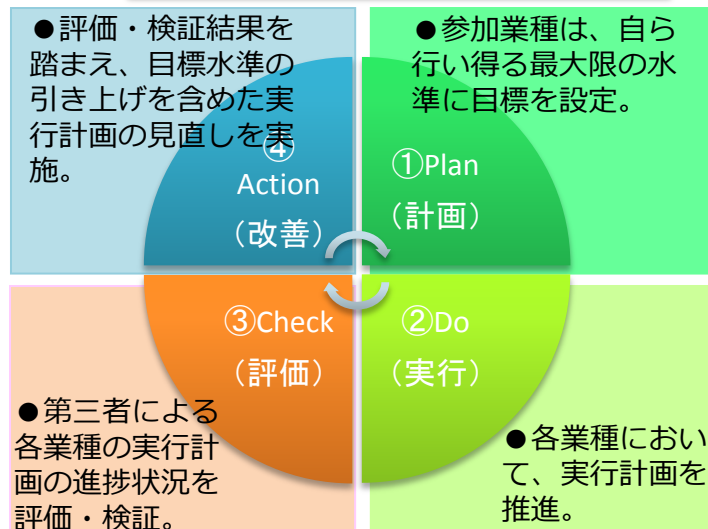 ●評価・検証結果を
踏まえ、目標水準の
引き上げを含めた実
行計画の見直しを実
施。
④
Action
（改善）
●参加業種は、自ら
行い得る最大限の水
準に目標を設定。
①Plan
（計画）
③Check
（評価）
●第三者による
各業種の実行計
画の進捗状況を
評価・検証。
②Do
（実行）
●各業種におい
て、実行計画を
推進。